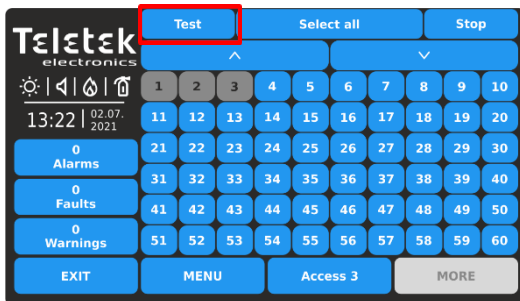 Teletek
electronics
13:22 02.07.
2021
0
Alarms
0
Faults
0
Warnings
EXIT
Test Select all Stop
1 2 3 4 5 6 7 8 9 10
11 12 13 14 15 16 17 18 19 20
21 22 23 24 25 26 27 28 29 30
31 32 33 34 35 36 37 38 39 40
41 42 43 44 45 46 47 48 49 50
51 52 53 54 55 56 57 58 59 60
MENU Access 3 MORE